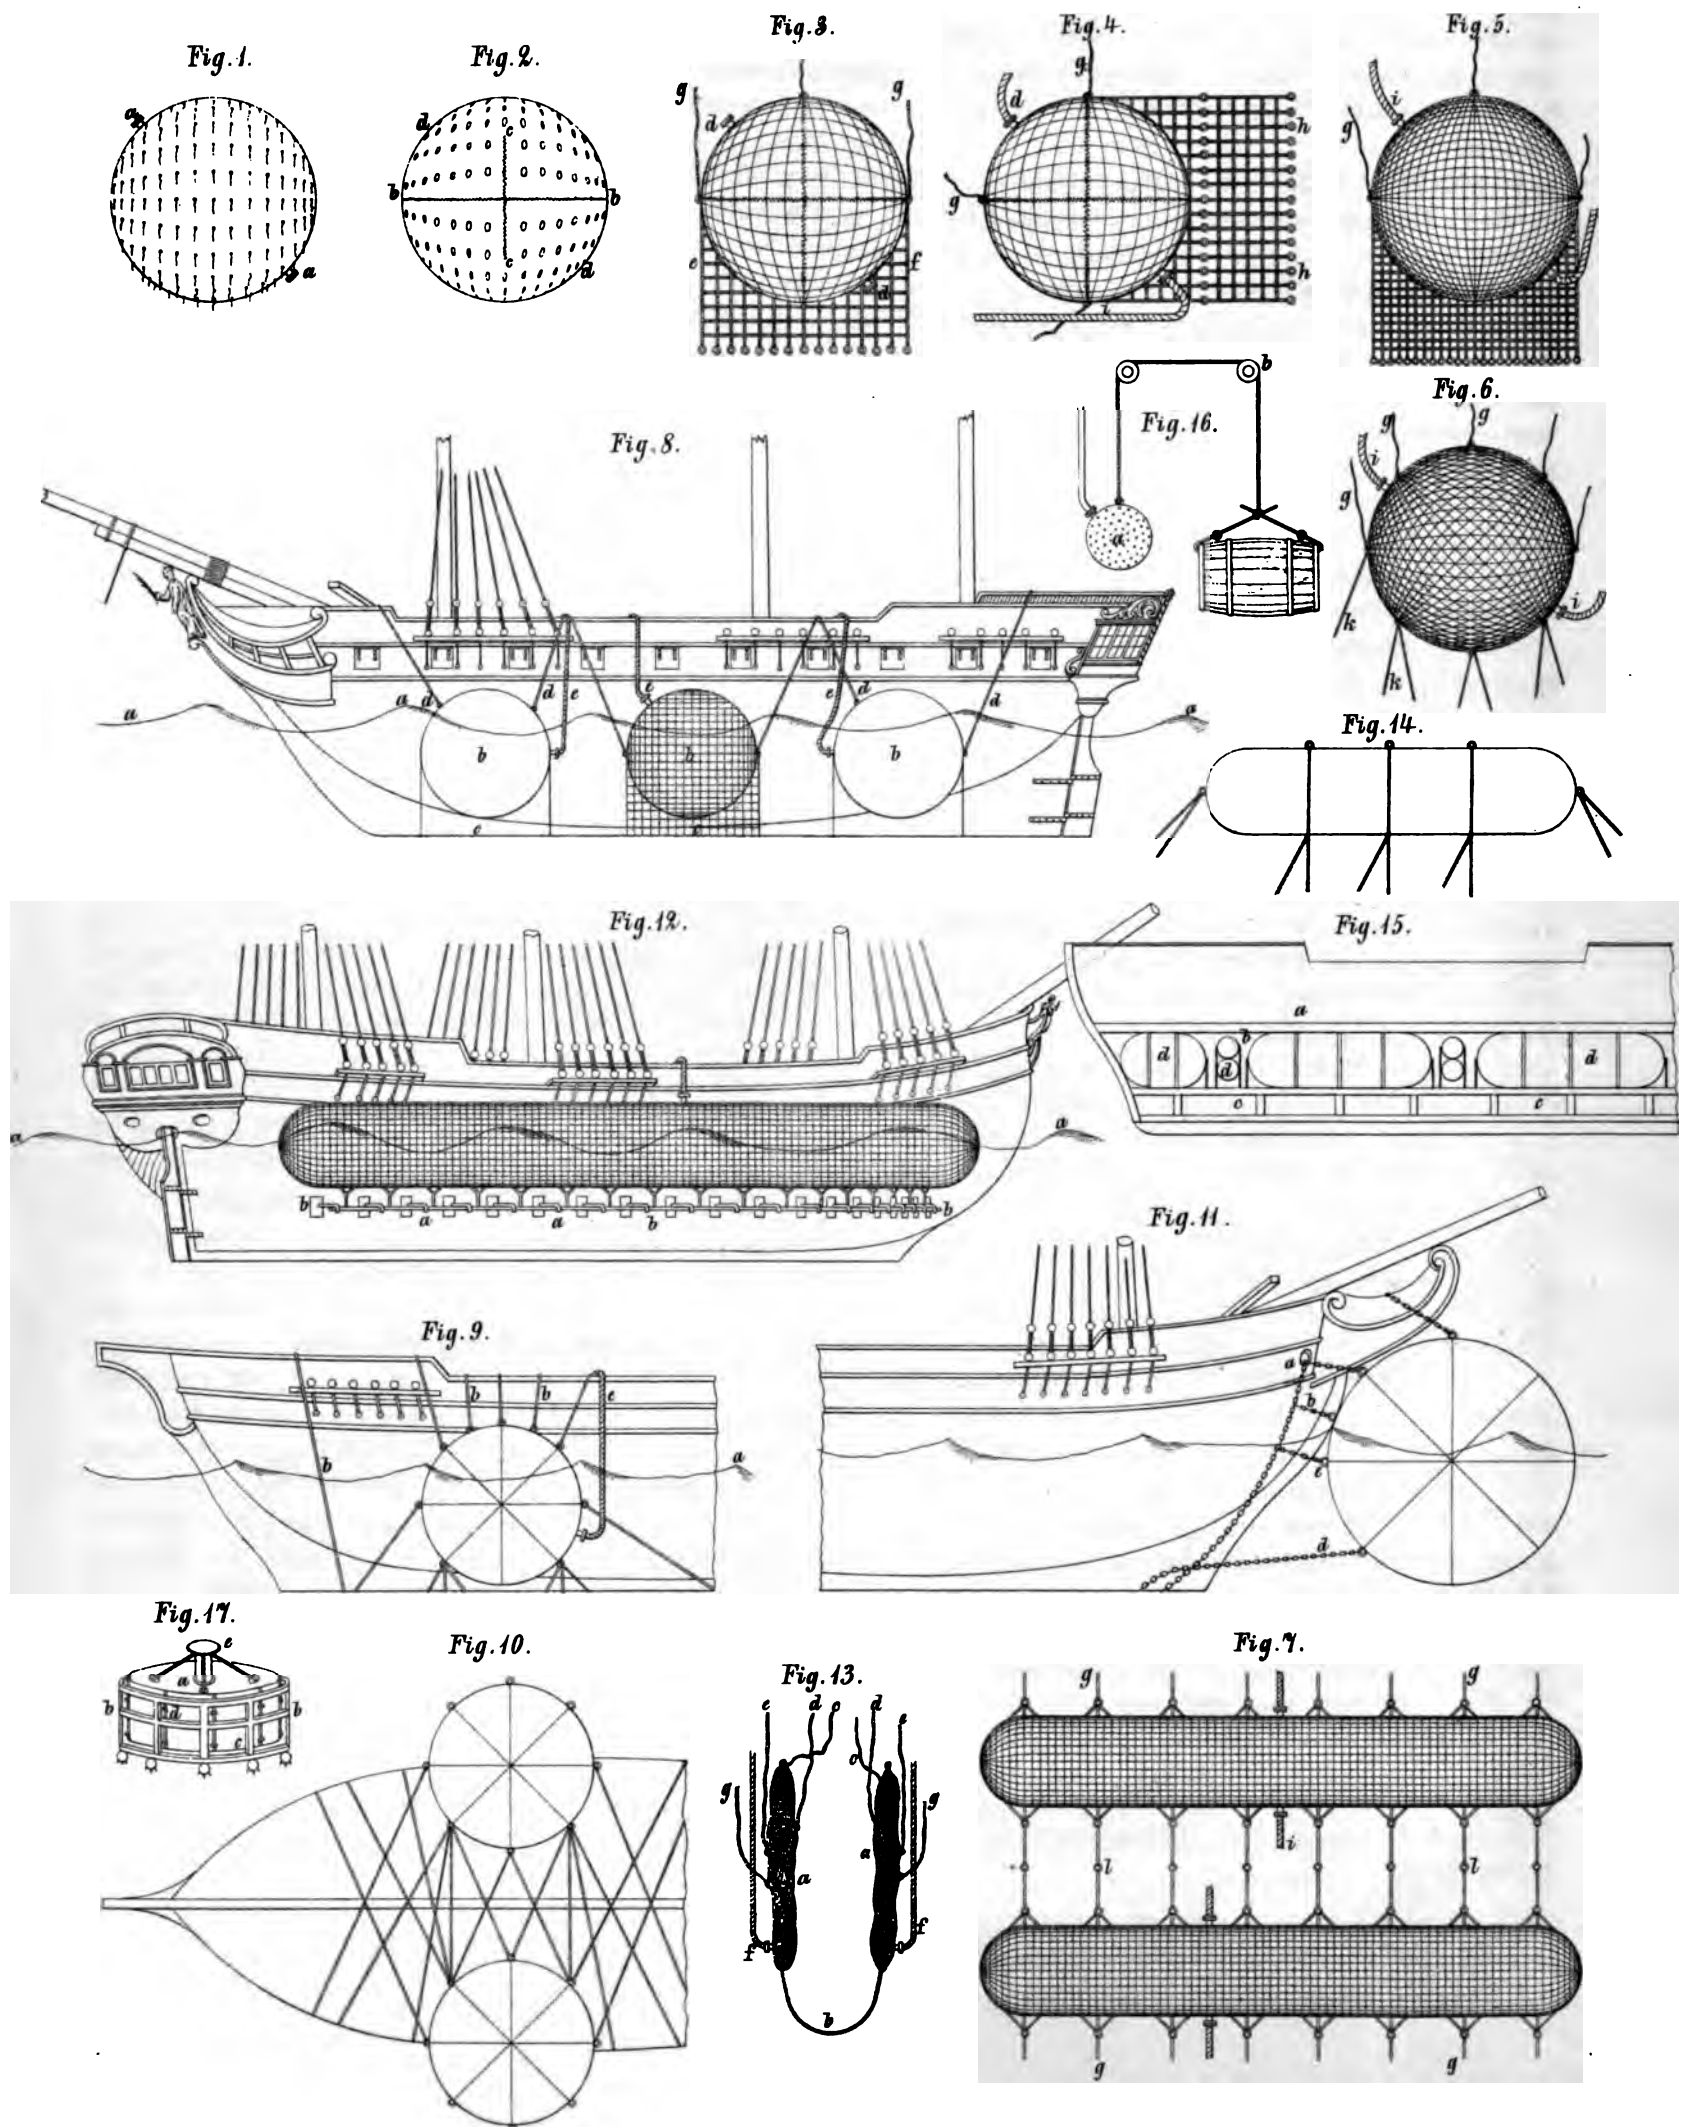 Fig. 1.
a
a
Fig. 2.
d
c
b
b
c
d
Fig. 3.
g
g
d
e
f
d
Fig. 4.
g
d
h
g
h
i
Fig. 5.
i
g
Fig. 16.
b
a
Fig. 6.
g
g
i
g
i
k
k
Fig. 8.
a
a
d
d
e
e
e
d
d
a
b
b
b
c
c
Fig. 14.
Fig. 12.
a
a
b
a
a
b
b
Fig. 15.
a
b
d
d
d
c
c
Fig. 11.
a
b
c
d
Fig. 9.
b
b
e
b
a
Fig. 17.
e
a
b
d
b
c
Fig. 10.
Fig. 13.
e
d
c
d
e
g
g
a
a
f
f
b
Fig. 7.
g
g
i
l
l
g
g